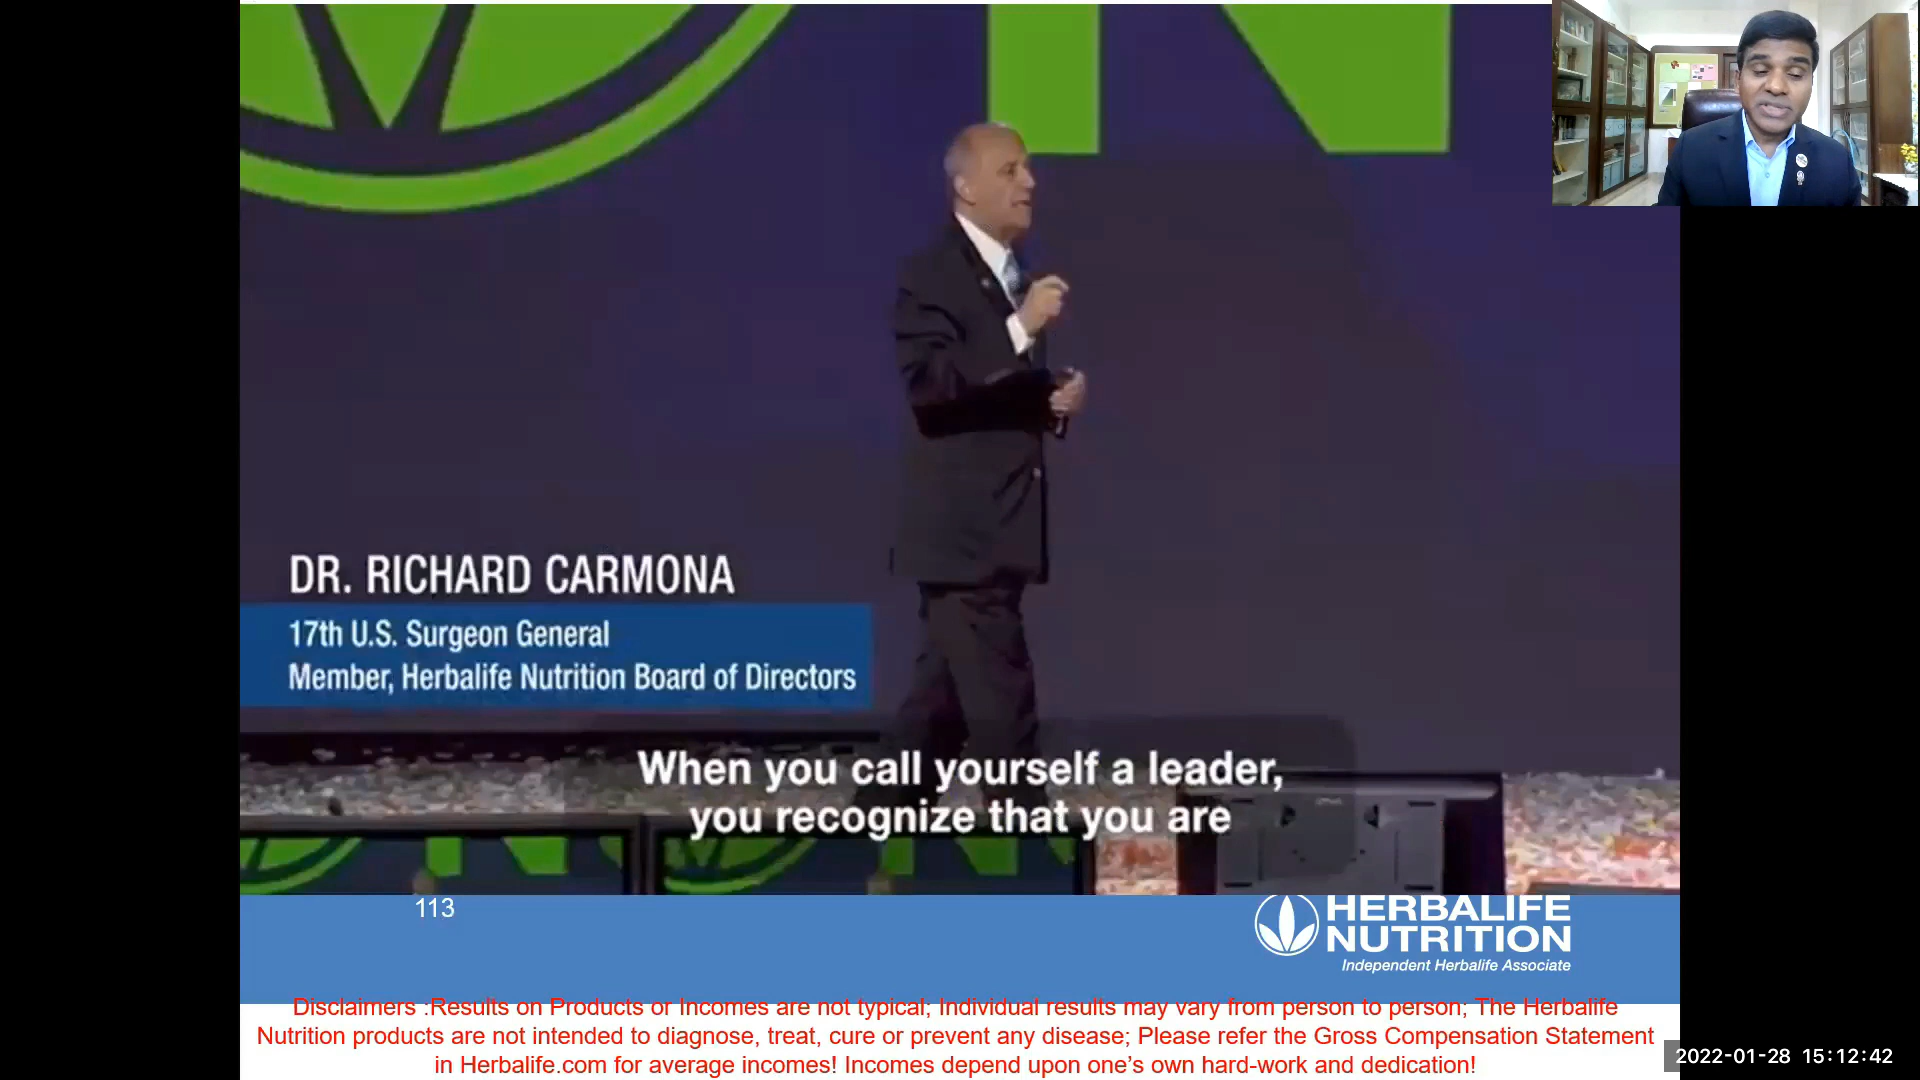 DR. RICHARD CARMONA
17th U.S. Surgeon General
Member, Herbalife Nutrition Board of Directors
When you call yourself a leader,
you recognize that you are
113
HERBALIFE
NUTRITION
Independent Herbalife Associate
Disclaimers :Results on Products or Incomes are not typical; Individual results may vary from person to person; The Herbalife
Nutrition products are not intended to diagnose, treat, cure or prevent any disease; Please refer the Gross Compensation Statement
in Herbalife.com for average incomes! Incomes depend upon one’s own hard-work and dedication!
2022-01-28 15:12:42